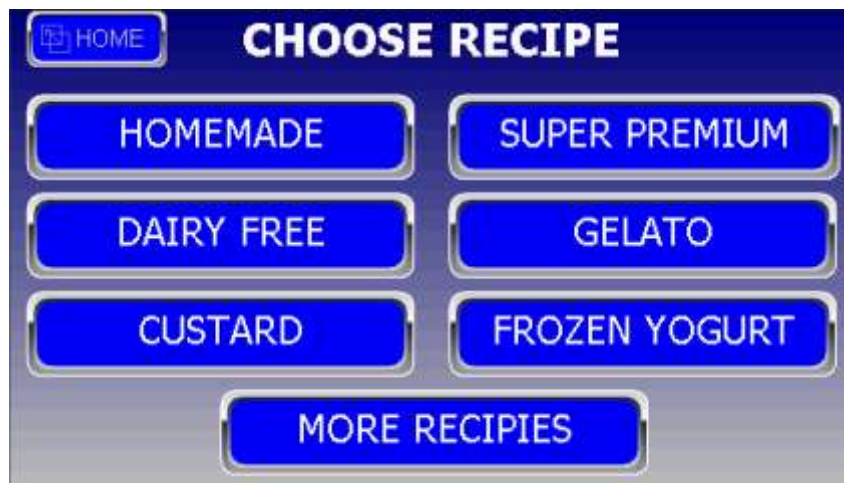 HOME
CHOOSE RECIPE
HOMEMADE
SUPER PREMIUM
DAIRY FREE
GELATO
CUSTARD
FROZEN YOGURT
MORE RECIPIES